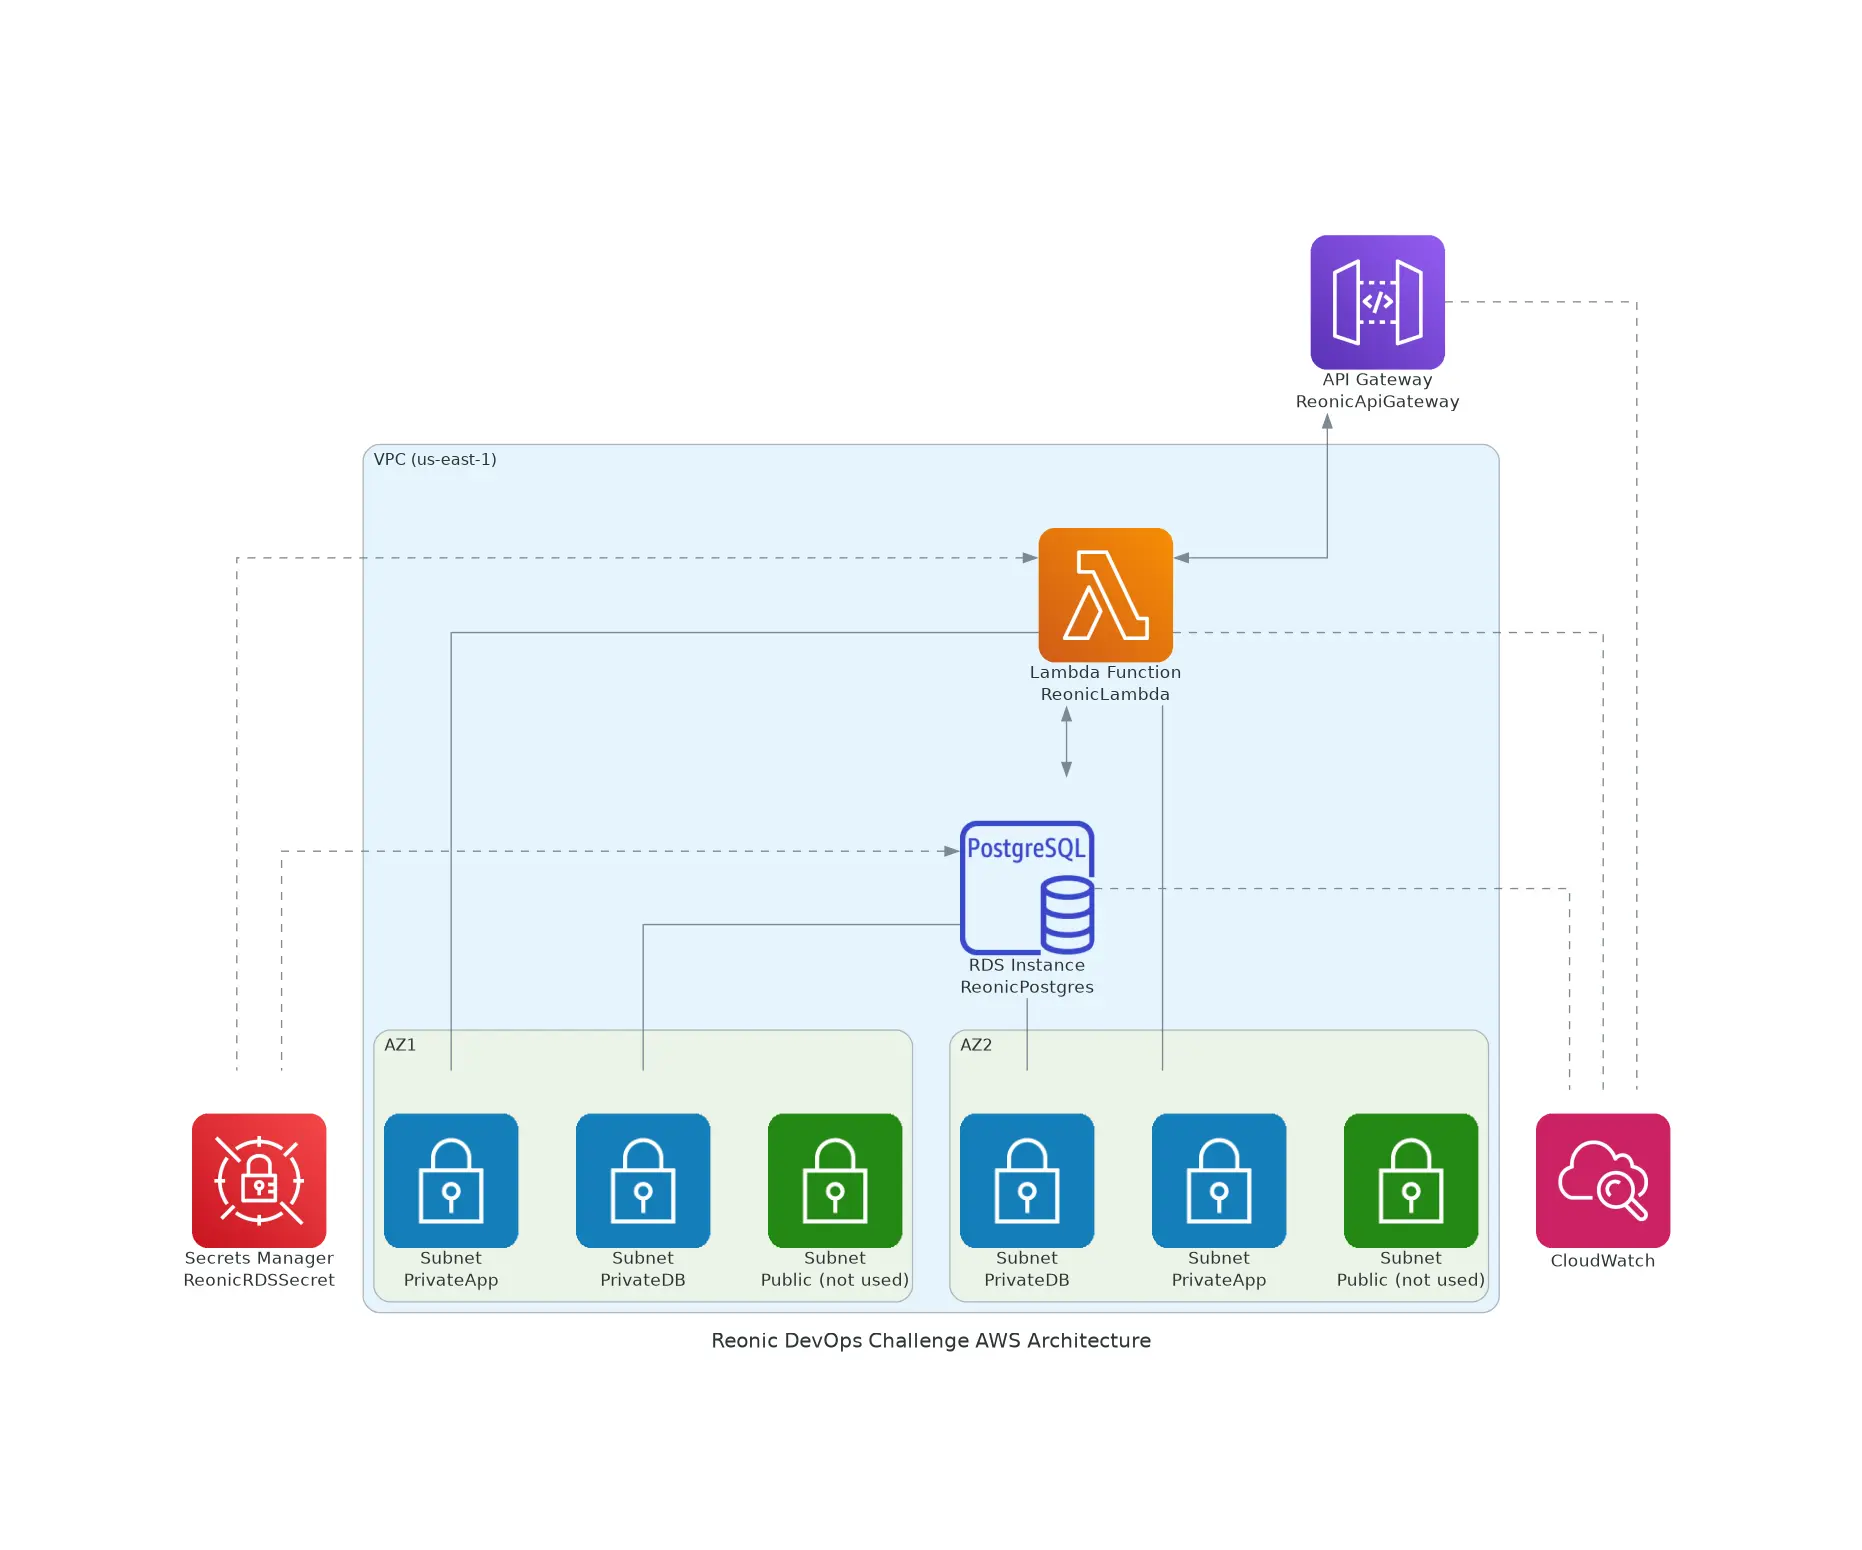 API Gateway
ReonicApiGateway
VPC (us-east-1)
Lambda Function
ReonicLambda
PostgreSQL
RDS Instance
ReonicPostgres
AZ1
AZ2
Secrets Manager
ReonicRDSSecret
Subnet
PrivateApp
Subnet
PrivateDB
Subnet
Public (not used)
Subnet
PrivateDB
Subnet
PrivateApp
Subnet
Public (not used)
CloudWatch
Reonic DevOps Challenge AWS Architecture